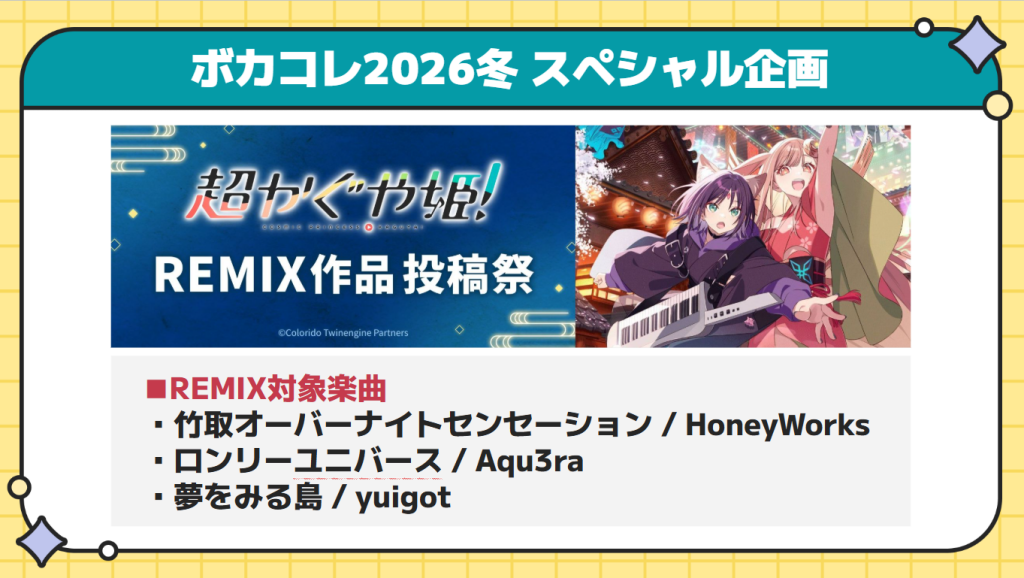 ボカコレ2026冬 スペシャル企画
超かぐや姫!
COSMIC PRINCESS KAGUYA!
REMIX作品 投稿祭
©Colorido Twinengine Partners
■REMIX対象楽曲
・竹取オーバーナイトセンセーション / HoneyWorks
・ロンリーユニバース / Aqu3ra
・夢をみる島 / yuigot